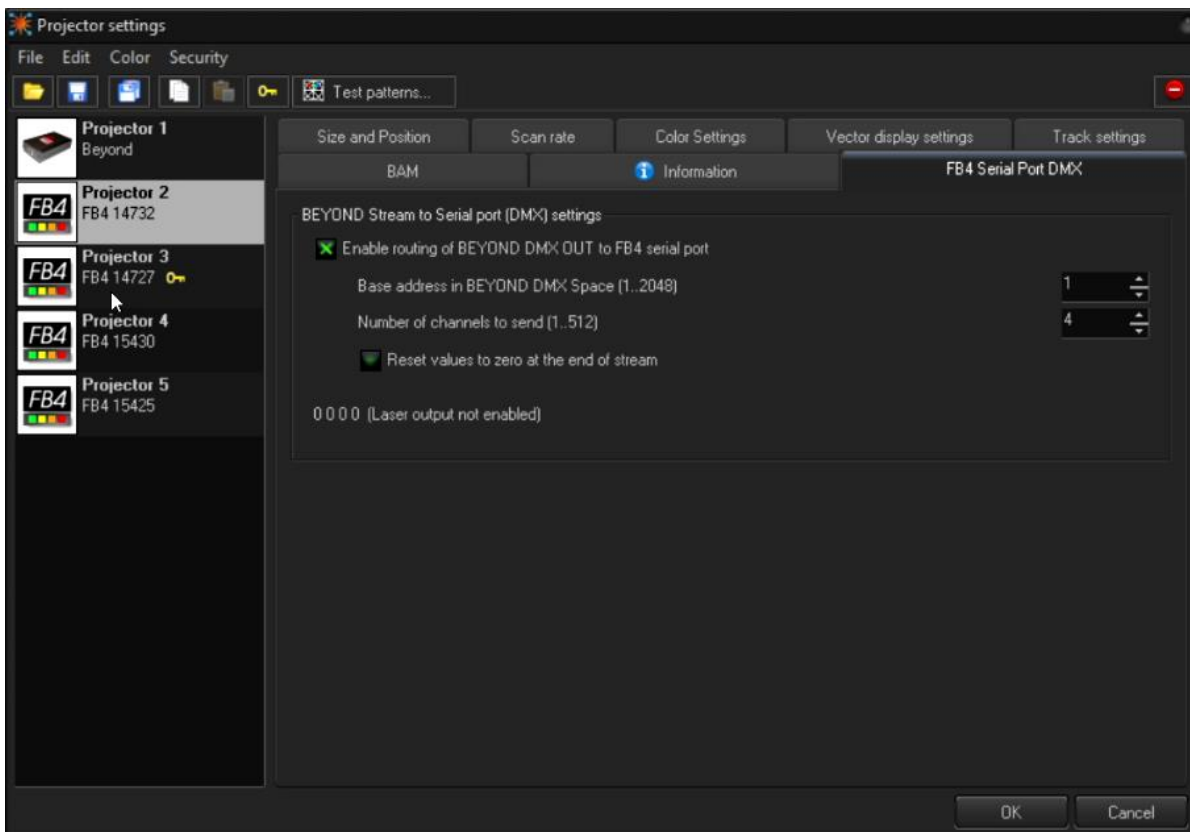 Projector settings
File Edit Color Security
Test patterns...
Projector 1
Beyond
FB4
Projector 2
FB4 14732
FB4
Projector 3
FB4 14727
FB4
Projector 4
FB4 15430
FB4
Projector 5
FB4 15425
Size and Position Scan rate Color Settings Vector display settings Track settings
BAM Information FB4 Serial Port DMX
BEYOND Stream to Serial port (DMX) settings
Enable routing of BEYOND DMX OUT to FB4 serial port
Base address in BEYOND DMX Space (1..2048) 1
Number of channels to send (1..512) 4
Reset values to zero at the end of stream
0 0 0 0 (Laser output not enabled)
OK Cancel